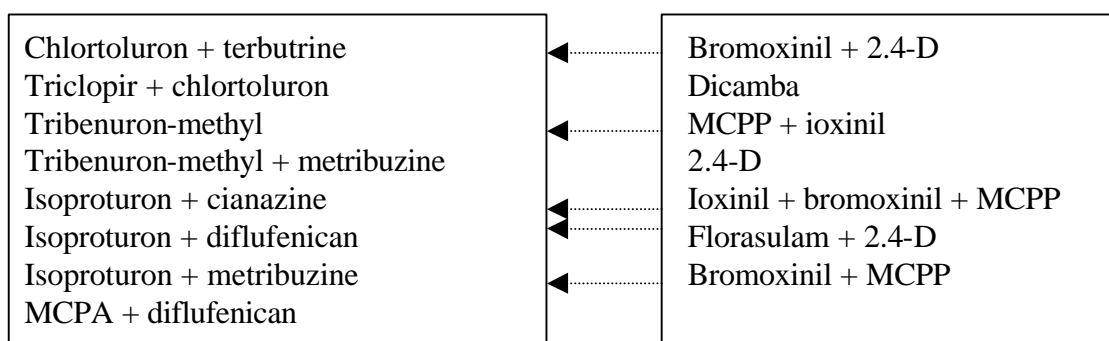 Chlortoluron + terbutrine
Triclopir + chlortoluron
Tribenuron-methyl
Tribenuron-methyl + metribuzine
Isoproturon + cianazine
Isoproturon + diflufenican
Isoproturon + metribuzine
MCPA + diflufenican
Bromoxinil + 2.4-D
Dicamba
MCPP + ioxinil
2.4-D
Ioxinil + bromoxinil + MCPP
Florasulam + 2.4-D
Bromoxinil + MCPP